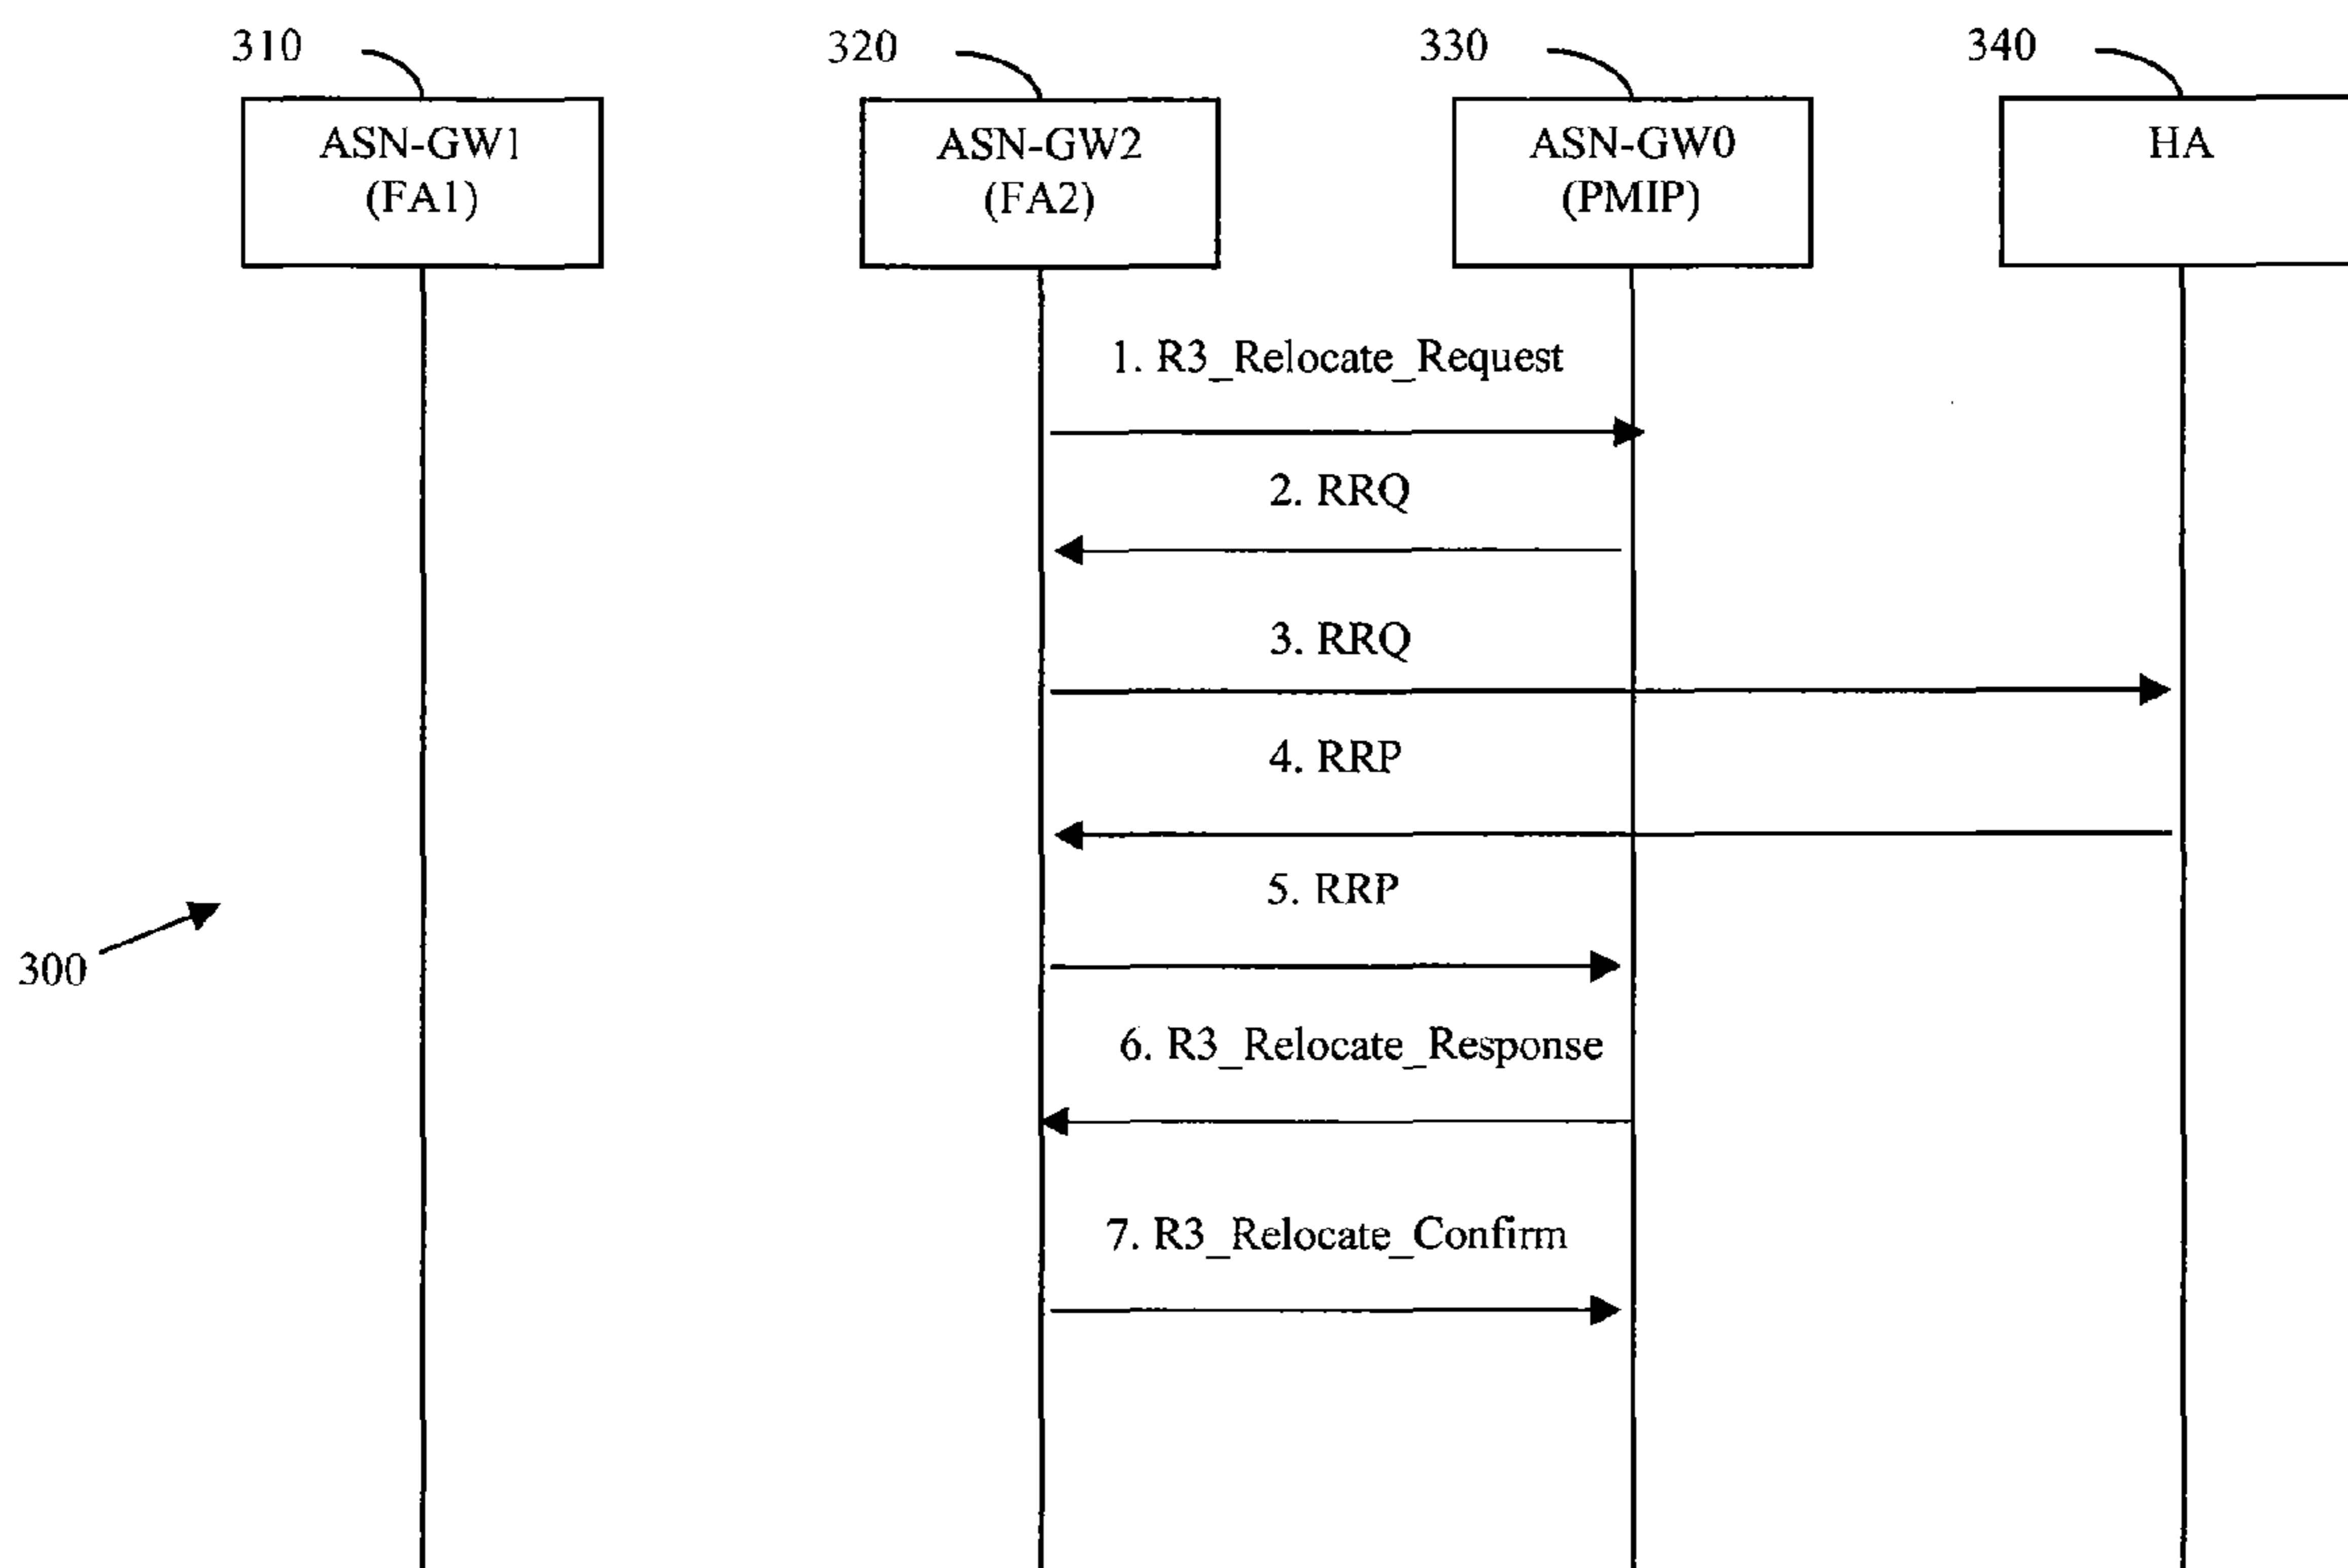 310
320
330
340
ASN-GW1
(FA1)
ASN-GW2
(FA2)
ASN-GW0
(PMIP)
HA
1. R3_Relocate_Request
2. RRQ
3. RRQ
4. RRP
5. RRP
300
6. R3_Relocate_Response
7. R3_Relocate_Confirm